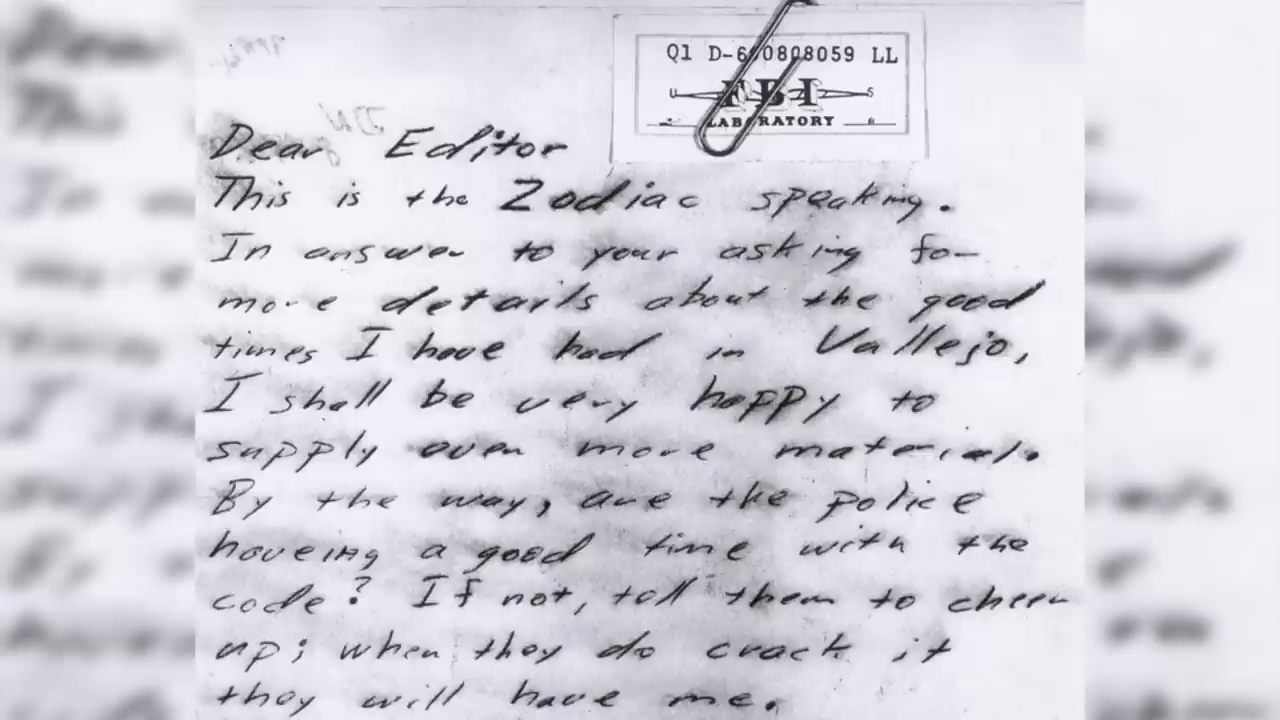 Q1 D-600808059 LL
U S
FBI
LABORATORY
Dear Editor
This is the Zodiac speaking.
In answer to your asking for
more details about the good
times I have had in Vallejo,
I shall be very happy to
supply even more material.
By the way, are the police
haveing a good time with the
code? If not, tell them to cheer
up; when they do crack it
they will have me.